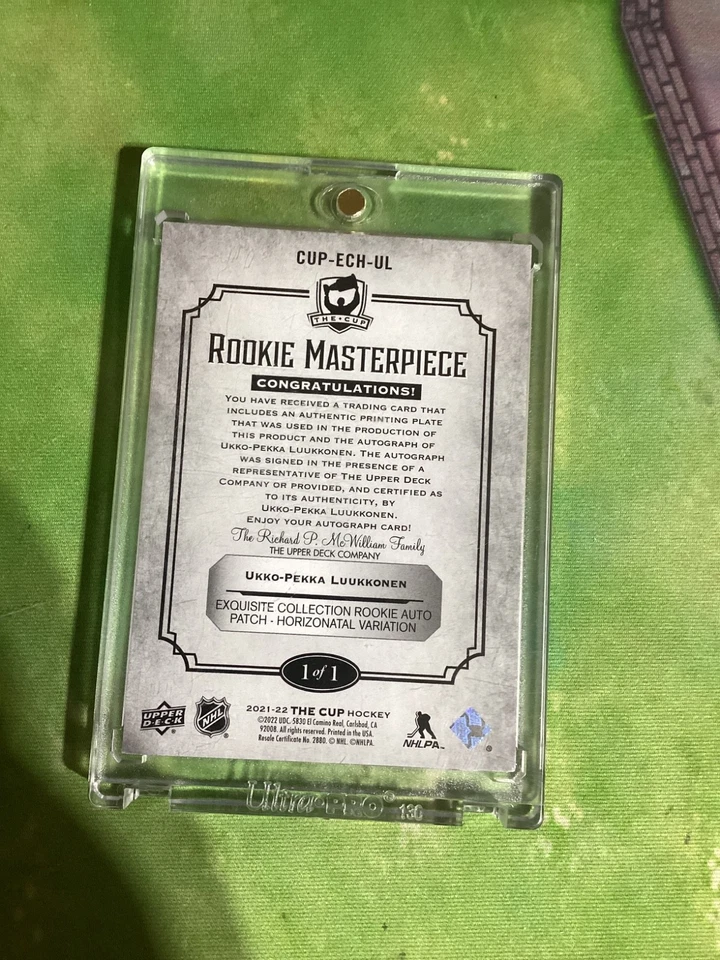 CUP-ECH-UL
THE • CUP
ROOKIE MASTERPIECE
CONGRATULATIONS!
YOU HAVE RECEIVED A TRADING CARD THAT
INCLUDES AN AUTHENTIC PRINTING PLATE
THAT WAS USED IN THE PRODUCTION OF
THIS PRODUCT AND THE AUTOGRAPH OF
UKKO-PEKKA LUUKKONEN. THE AUTOGRAPH
WAS SIGNED IN THE PRESENCE OF A
REPRESENTATIVE OF THE UPPER DECK
COMPANY OR PROVIDED, AND CERTIFIED AS
TO ITS AUTHENTICITY, BY
UKKO-PEKKA LUUKKONEN.
ENJOY YOUR AUTOGRAPH CARD!
The Richard P. McWilliam Family
THE UPPER DECK COMPANY
UKKO-PEKKA LUUKKONEN
EXQUISITE COLLECTION ROOKIE AUTO
PATCH - HORIZONATAL VARIATION
1 of 1
UPPER
D•E•C•K
NHL
2021-22 THE CUP HOCKEY
©2022 UDC. 5830 El Camino Real, Carlsbad, CA
92008. All rights reserved. Printed in the USA.
Resale Certificate No. 2880. © NHL. ©NHLPA.
NHLPA
Ultra•PRO®
130